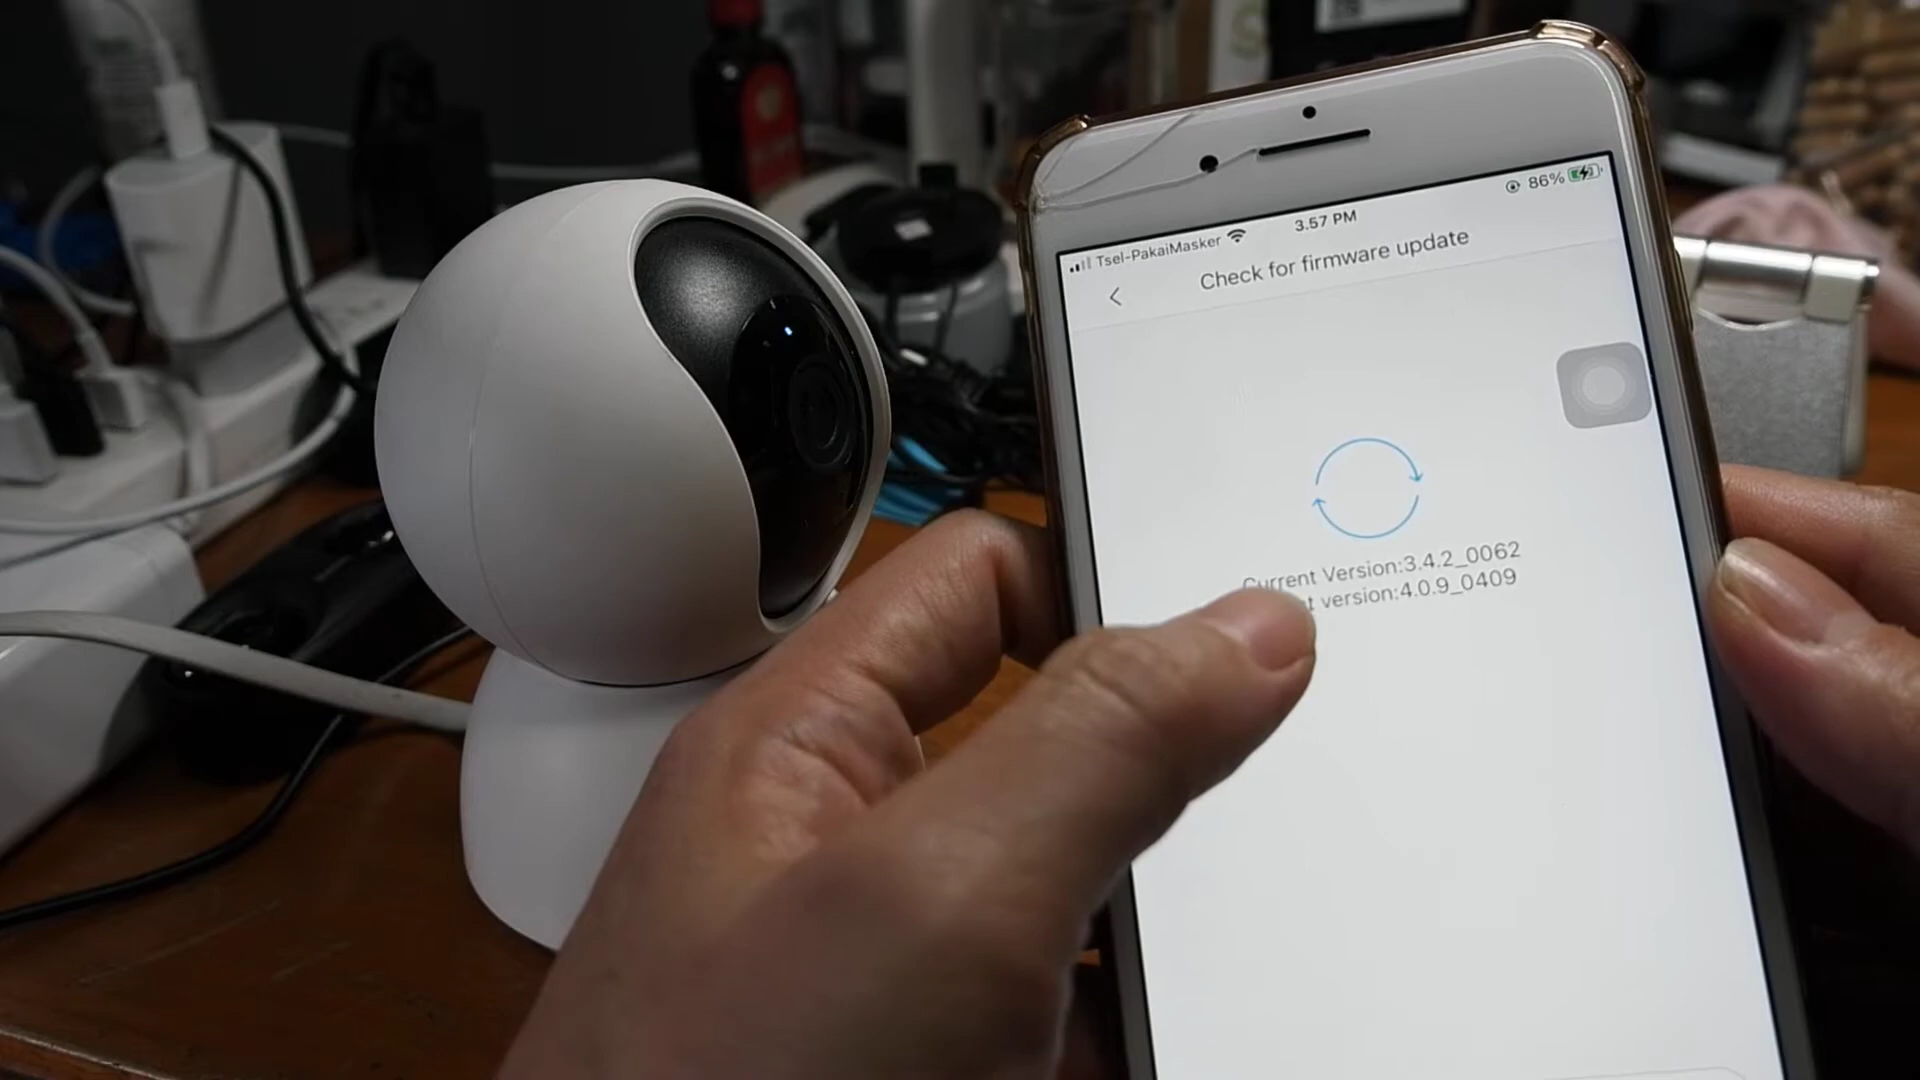 Tsel-PakaiMasker 3.57 PM 86%
Check for firmware update
Current Version:3.4.2_0062
version:4.0.9_0409